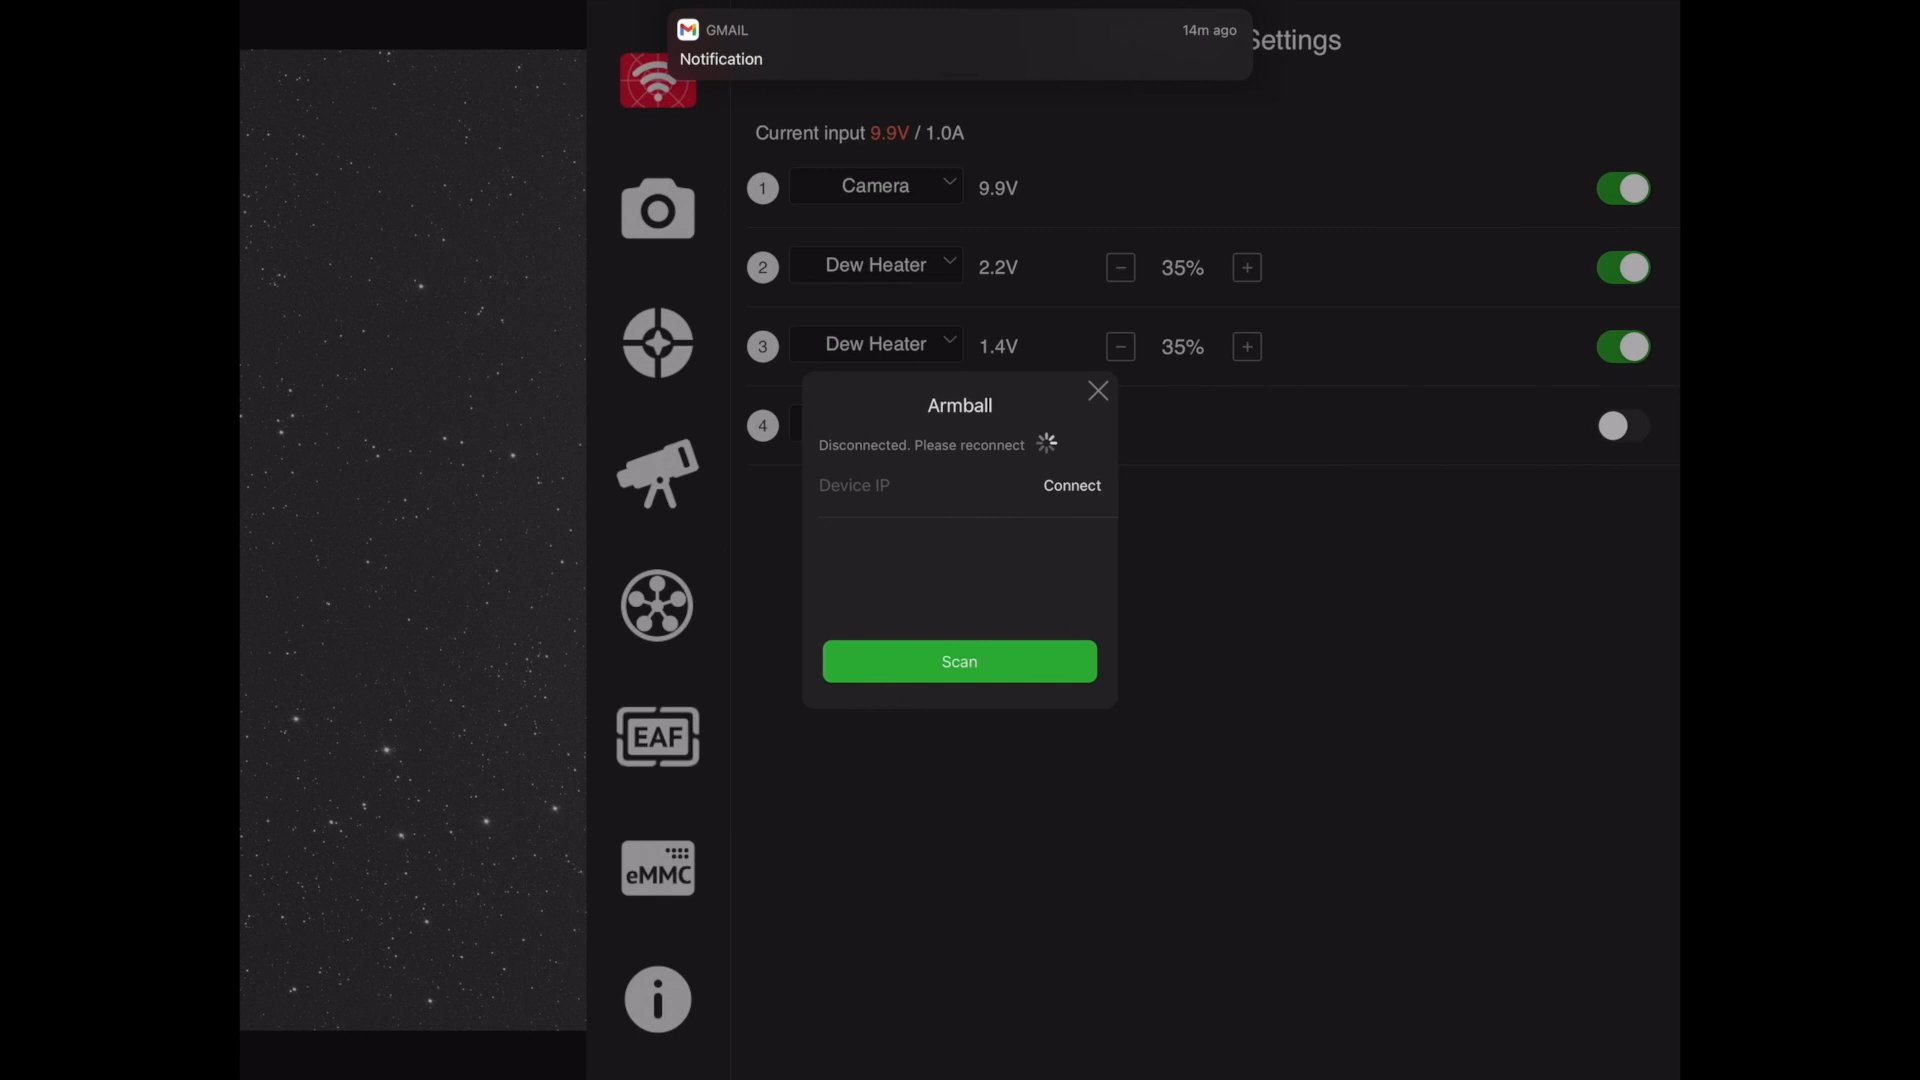 GMAIL
14m ago
Notification
Settings
Current input 9.9V / 1.0A
1 Camera 9.9V
2 Dew Heater 2.2V − 35% +
3 Dew Heater 1.4V − 35% +
4
Armball
Disconnected. Please reconnect
Device IP Connect
Scan
EAF
eMMC